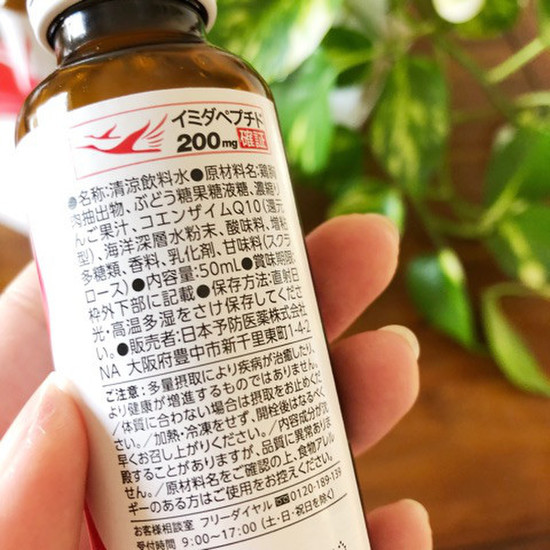 イミダペプチド
200mg 確証
●名称:清涼飲料水●原材料名:鶏胸
肉抽出物、ぶどう糖果糖液糖、濃縮り
んご果汁、コエンザイムQ10(還元
型)、海洋深層水粉末、酸味料、増粘
多糖類、香料、乳化剤、甘味料(スクラ
ロース)●内容量:50mL●賞味期限:
枠外下部に記載●保存方法:直射日
光・高温多湿をさけ保存してくださ
い。●販売者:日本予防医薬株式会社
NA 大阪府豊中市新千里東町1-4-2
ご注意:多量摂取により疾病が治癒したり、
より健康が増進するものではありません。
/体質に合わない場合は摂取をお止めくだ
さい。/加熱・冷凍をせず、開栓後はなるべく
早くお召し上がりください。/内容成分が沈
殿することがありますが、品質に異常ありま
せん。/原材料名をご確認の上、食物アレル
ギーのある方はご使用をお控えください。
お客様相談室 フリーダイヤル 0120-189-139
受付時間 9:00~17:00(土・日・祝日を除く)